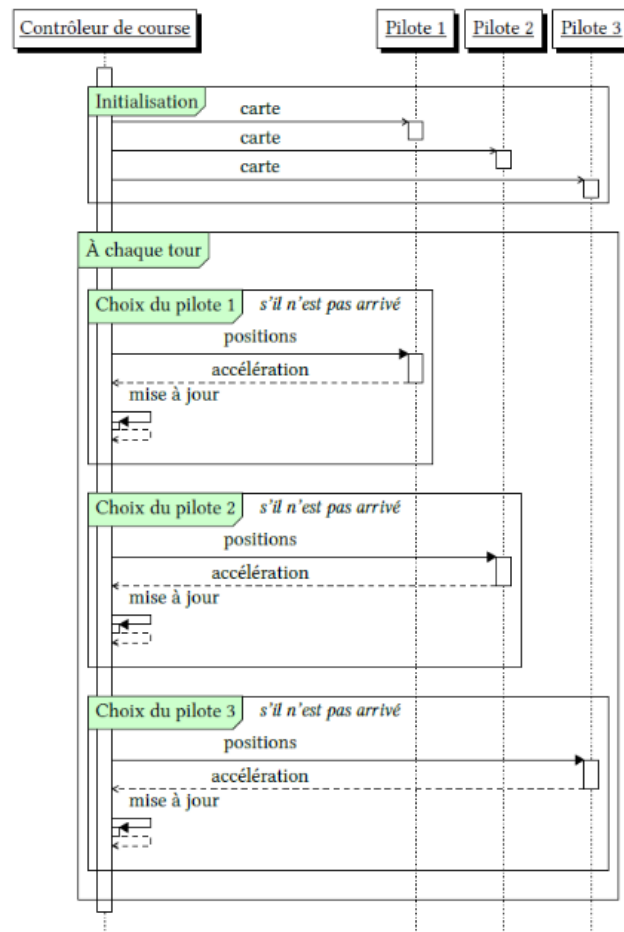 Contrôleur de course Pilote 1 Pilote 2 Pilote 3
Initialisation
carte
carte
carte
À chaque tour
Choix du pilote 1 s'il n'est pas arrivé
positions
accélération
mise à jour
Choix du pilote 2 s'il n'est pas arrivé
positions
accélération
mise à jour
Choix du pilote 3 s'il n'est pas arrivé
positions
accélération
mise à jour